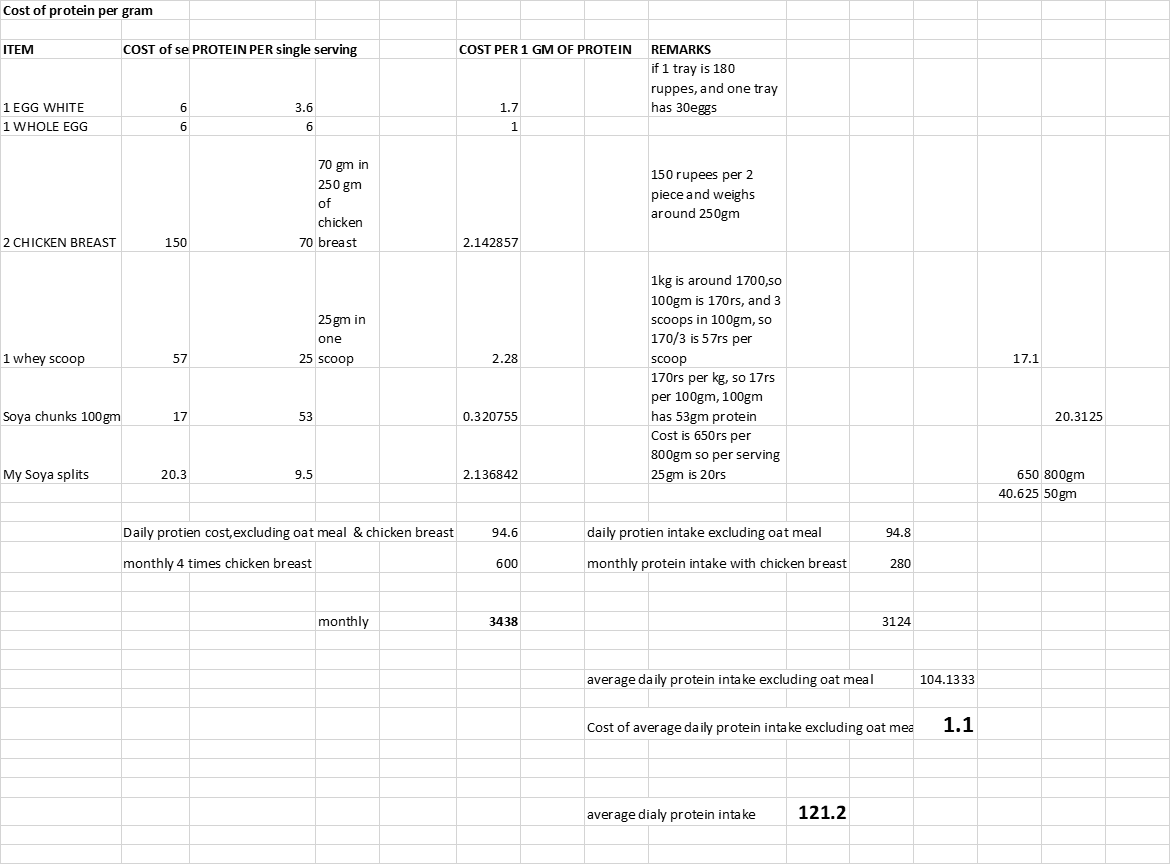 Cost of protein per gram
ITEM COST of se PROTEIN PER single serving COST PER 1 GM OF PROTEIN REMARKS
if 1 tray is 180
ruppes, and one tray
1 EGG WHITE 6 3.6 1.7 has 30eggs
1 WHOLE EGG 6 6 1
70 gm in
250 gm
of
chicken
150 rupees per 2
piece and weighs
around 250gm
2 CHICKEN BREAST 150 70 breast 2.142857
1kg is around 1700,so
100gm is 170rs, and 3
scoops in 100gm, so
170/3 is 57rs per
25gm in
one
1 whey scoop 57 25 scoop 2.28 scoop 17.1
170rs per kg, so 17rs
per 100gm, 100gm
Soya chunks 100gm 17 53 0.320755 has 53gm protein 20.3125
Cost is 650rs per
800gm so per serving
My Soya splits 20.3 9.5 2.136842 25gm is 20rs 650 800gm
40.625 50gm
Daily protien cost,excluding oat meal & chicken breast 94.6 daily protien intake excluding oat meal 94.8
monthly 4 times chicken breast 600 monthly protein intake with chicken breast 280
monthly 3438 3124
average daily protein intake excluding oat meal 104.1333
Cost of average daily protein intake excluding oat mea 1.1
average dialy protein intake 121.2